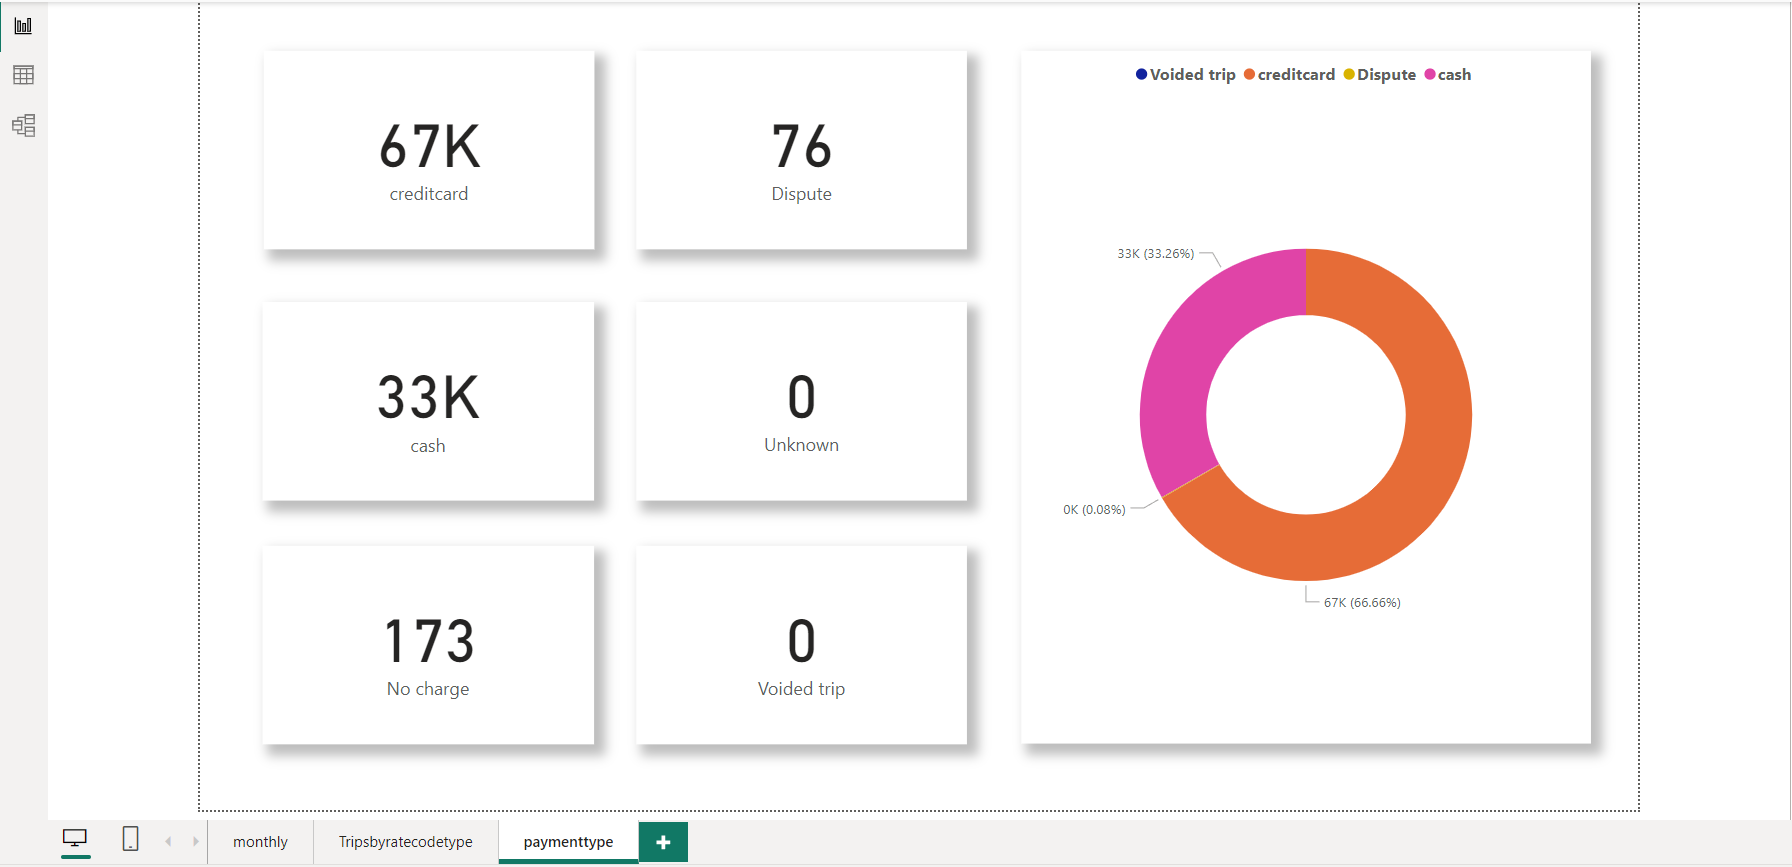 67K
creditcard
76
Dispute
33K
cash
0
Unknown
173
No charge
0
Voided trip
Voided trip creditcard Dispute cash
33K (33.26%)
0K (0.08%)
67K (66.66%)
monthly
Tripsbyratecodetype
paymenttype
+